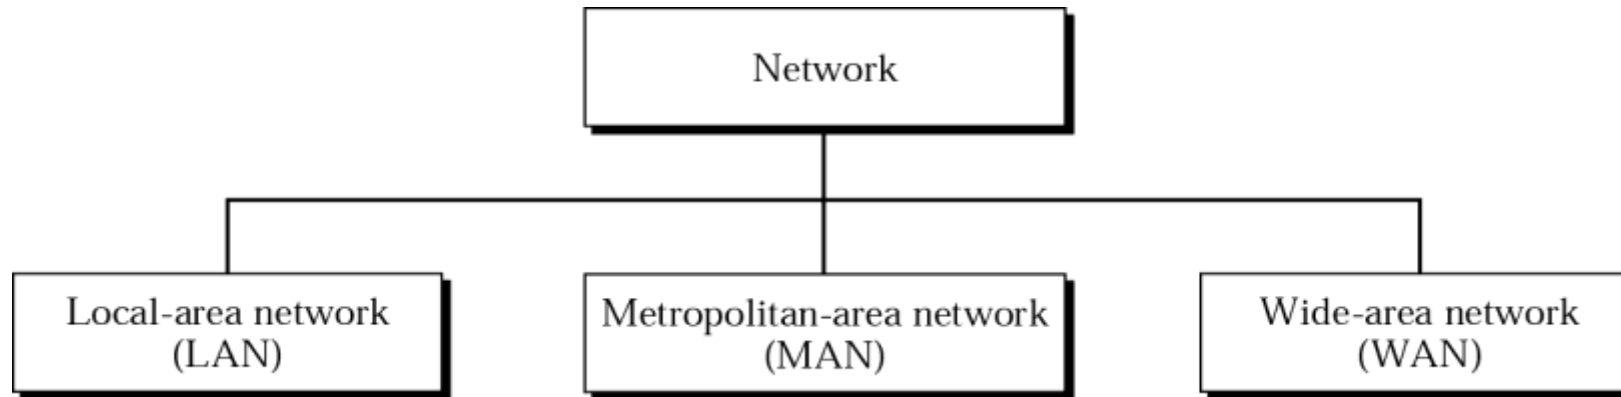 Network
Local-area network
(LAN)
Metropolitan-area network
(MAN)
Wide-area network
(WAN)